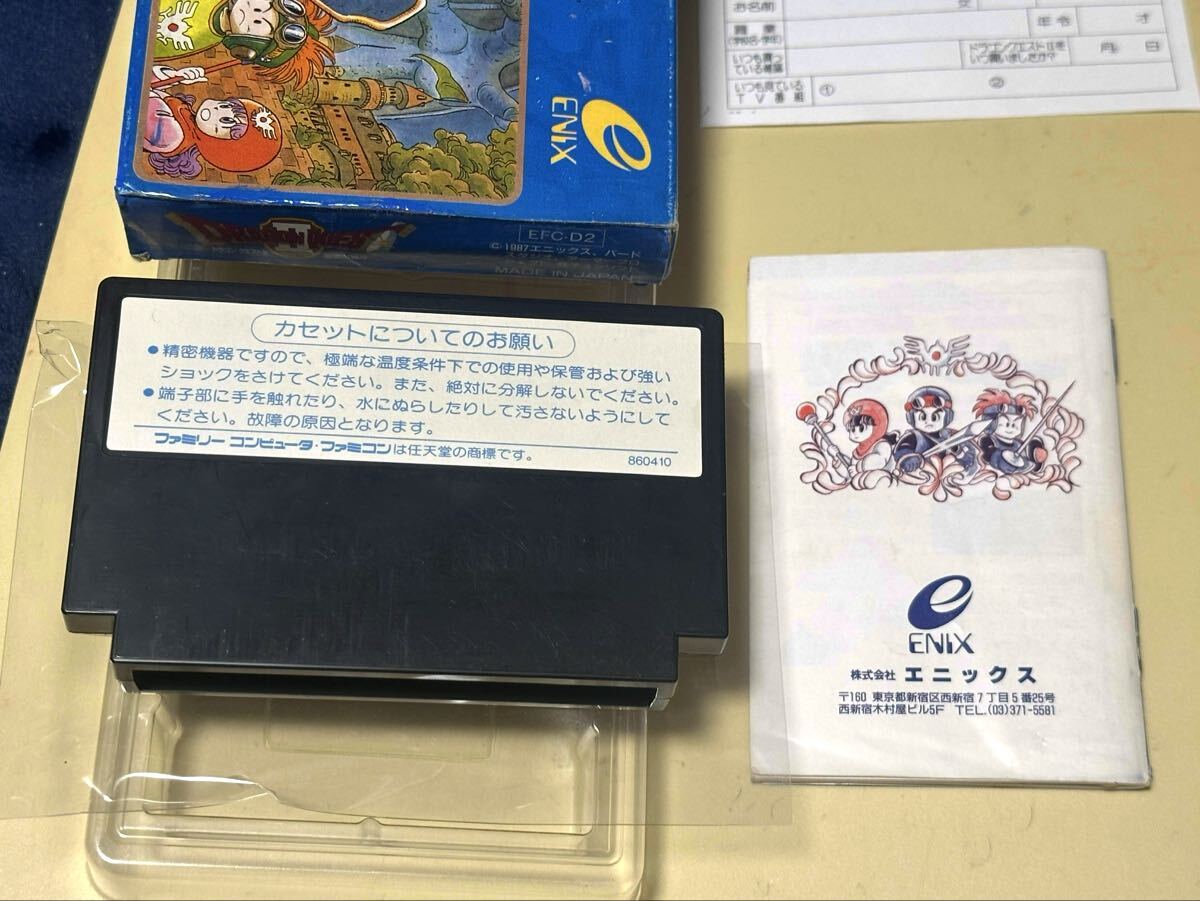 ENIX
EFC-D2
©1987エニックス、バード
MADE IN JAPAN
お名前
年令 才
職業
ドラゴンクエストIIを
いつ買いましたか? 月 日
いつも買っ
ている雑誌
いつも見ている
TV番組 ① ②
カセットについてのお願い
●精密機器ですので、極端な温度条件下での使用や保管および強い
ショックをさけてください。また、絶対に分解しないでください。
●端子部に手を触れたり、水にぬらしたりして汚さないようにして
ください。故障の原因となります。
ファミリーコンピュータ・ファミコンは任天堂の商標です。
860410
ENIX
株式会社 エニックス
〒160 東京都新宿区西新宿7丁目5番25号
西新宿木村屋ビル5F TEL.(03)371-5581